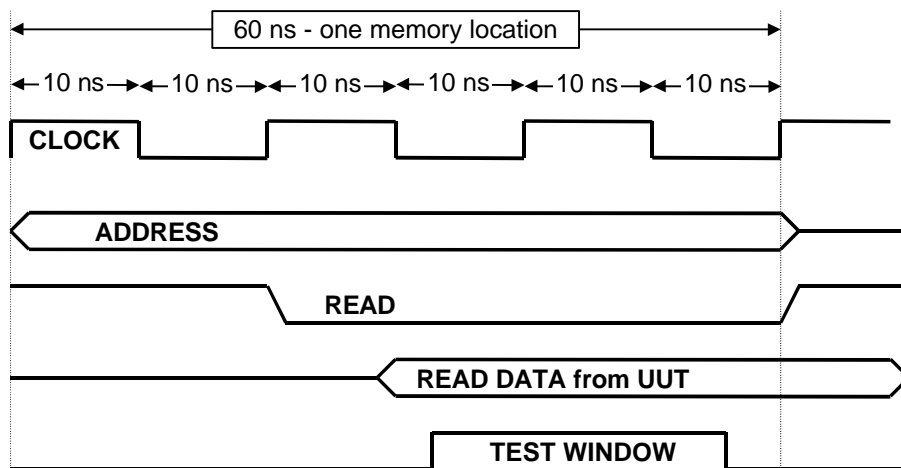 60 ns - one memory location
10 ns 10 ns 10 ns 10 ns 10 ns 10 ns
CLOCK
ADDRESS
READ
READ DATA from UUT
TEST WINDOW